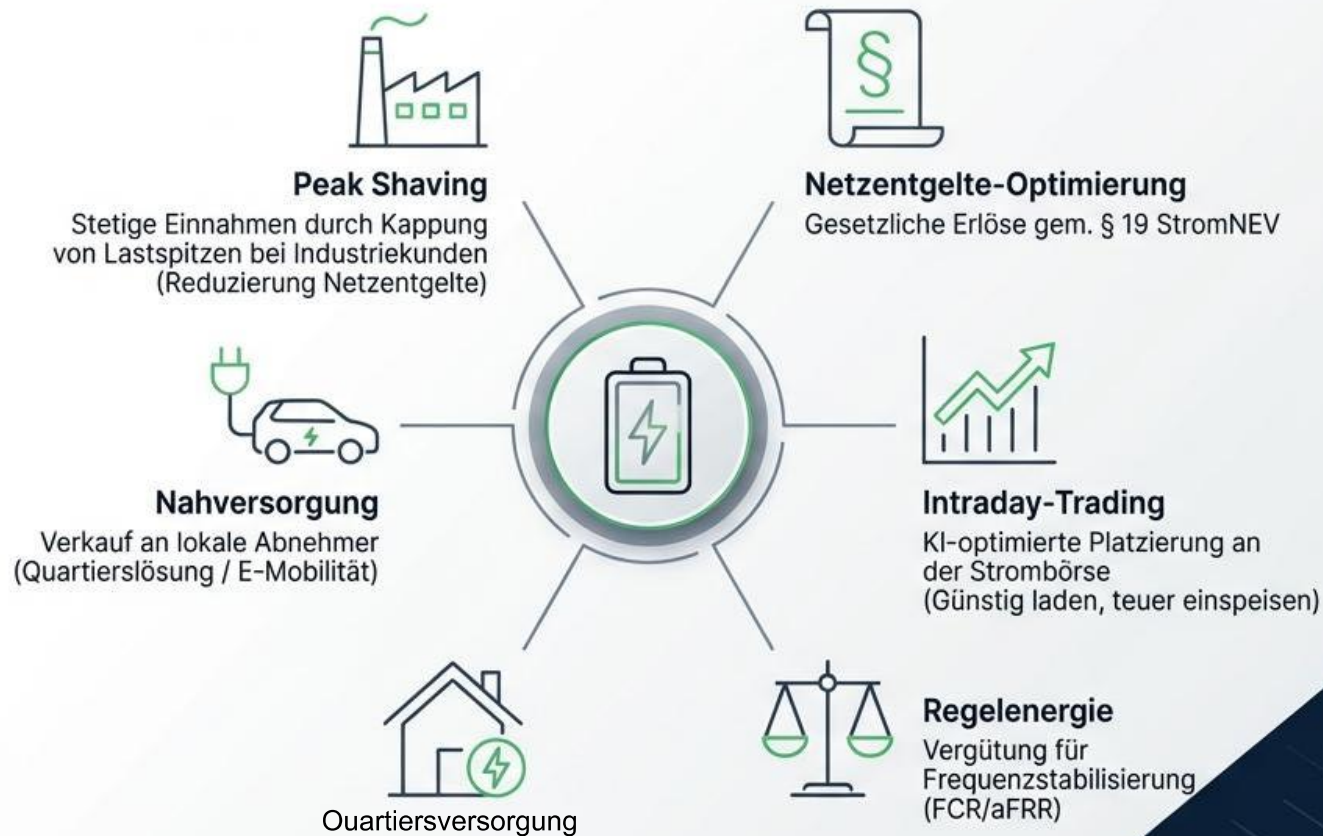 §
Peak Shaving
Stetige Einnahmen durch Kappung
von Lastspitzen bei Industriekunden
(Reduzierung Netzentgelte)
Netzentgelte-Optimierung
Gesetzliche Erlöse gem. § 19 StromNEV
Nahversorgung
Verkauf an lokale Abnehmer
(Quartierslösung / E-Mobilität)
Intraday-Trading
KI-optimierte Platzierung an
der Strombörse
(Günstig laden, teuer einspeisen)
Quartiersversorgung
Regelenergie
Vergütung für
Frequenzstabilisierung
(FCR/aFRR)